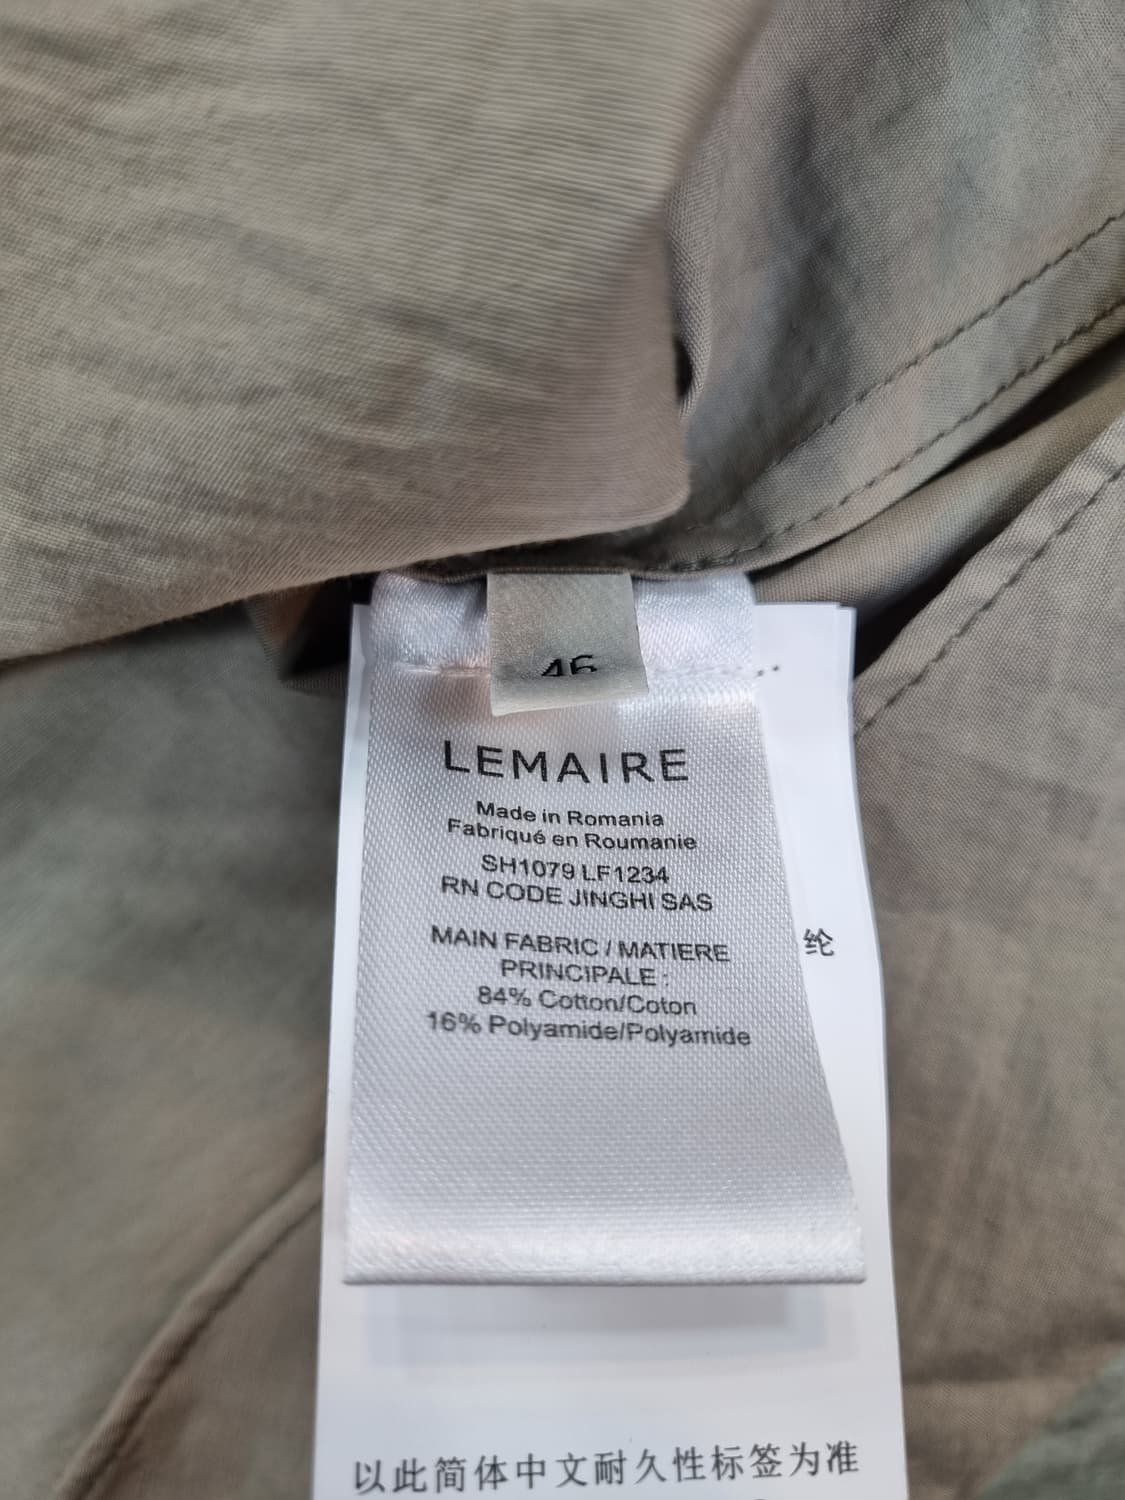 46
LEMAIRE
Made in Romania
Fabriqué en Roumanie
SH1079 LF1234
RN CODE JINGHI SAS
MAIN FABRIC / MATIERE
PRINCIPALE :
84% Cotton/Coton
16% Polyamide/Polyamide
纶
以此简体中文耐久性标签为准